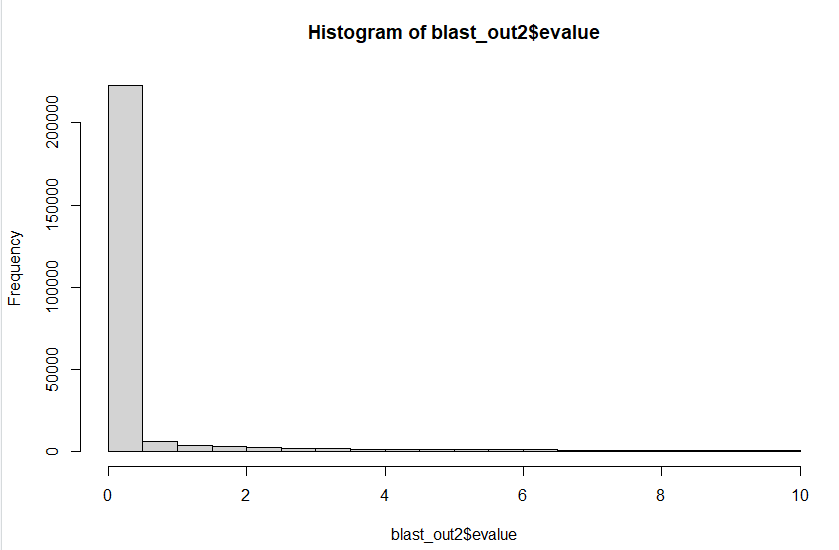 Histogram of blast_out2$evalue
Frequency
200000
150000
100000
50000
0
0 2 4 6 8 10
blast_out2$evalue